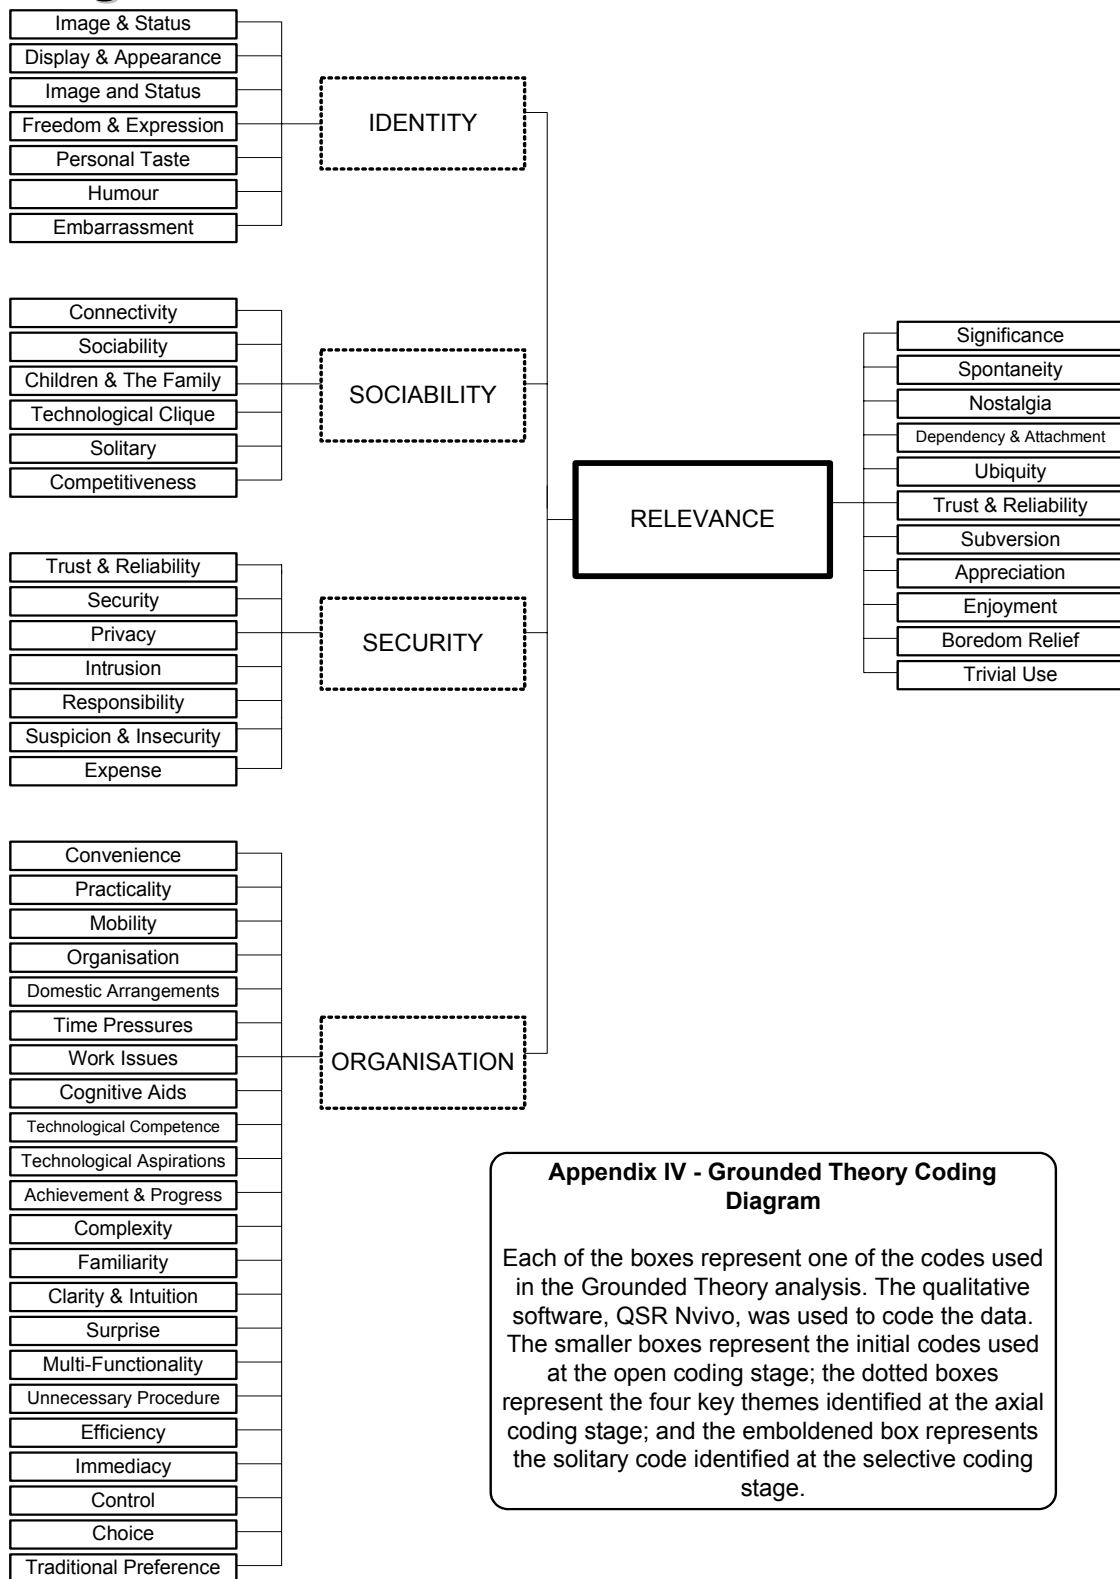 Image & Status
Display & Appearance
Image and Status
Freedom & Expression
Personal Taste
Humour
Embarrassment
IDENTITY
Connectivity
Sociability
Children & The Family
Technological Clique
Solitary
Competitiveness
SOCIABILITY
Trust & Reliability
Security
Privacy
Intrusion
Responsibility
Suspicion & Insecurity
Expense
SECURITY
Convenience
Practicality
Mobility
Organisation
Domestic Arrangements
Time Pressures
Work Issues
Cognitive Aids
Technological Competence
Technological Aspirations
Achievement & Progress
Complexity
Familiarity
Clarity & Intuition
Surprise
Multi-Functionality
Unnecessary Procedure
Efficiency
Immediacy
Control
Choice
Traditional Preference
ORGANISATION
RELEVANCE
Significance
Spontaneity
Nostalgia
Dependency & Attachment
Ubiquity
Trust & Reliability
Subversion
Appreciation
Enjoyment
Boredom Relief
Trivial Use
Appendix IV - Grounded Theory Coding
Diagram
Each of the boxes represent one of the codes used
in the Grounded Theory analysis. The qualitative
software, QSR Nvivo, was used to code the data.
The smaller boxes represent the initial codes used
at the open coding stage; the dotted boxes
represent the four key themes identified at the axial
coding stage; and the emboldened box represents
the solitary code identified at the selective coding
stage.